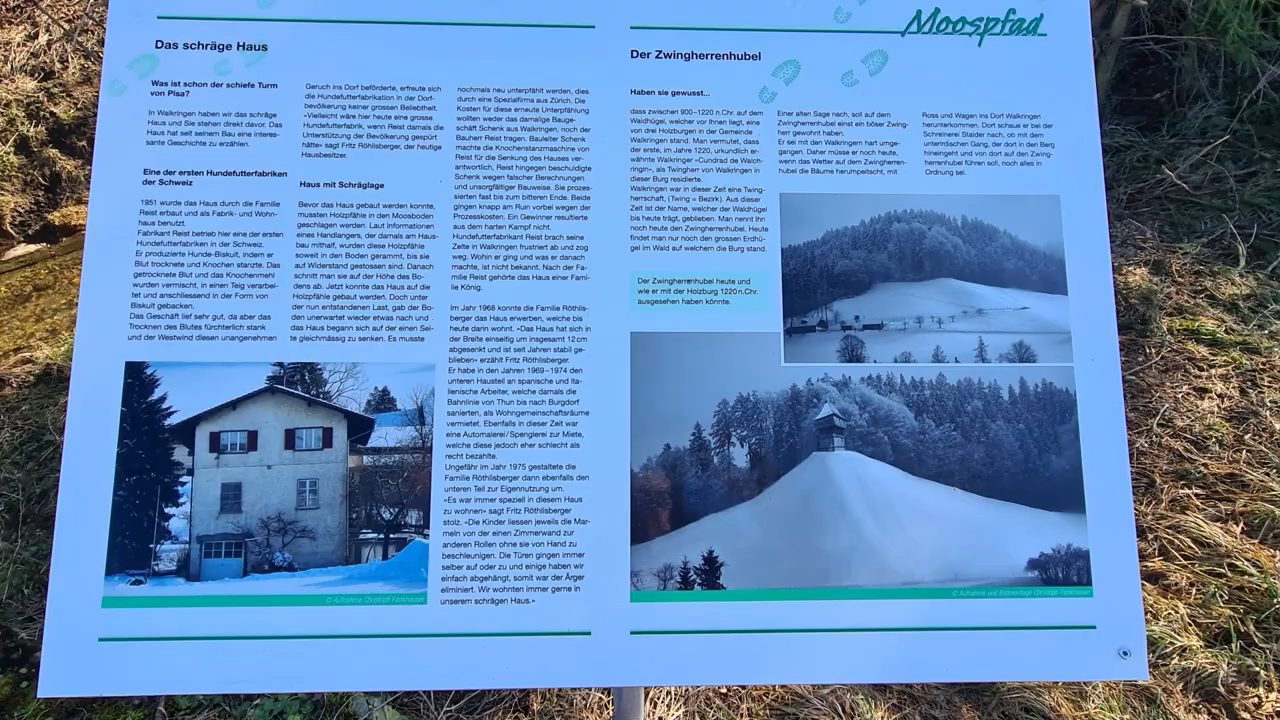 Moospfad
Das schräge Haus
Was ist schon der schiefe Turm
von Pisa?
In Walkringen haben wir das schräge
Haus und Sie stehen direkt davor. Das
Haus hat seit seinem Bau eine interes-
sante Geschichte zu erzählen.
Eine der ersten Hundefutterfabriken
der Schweiz
1951 wurde das Haus durch die Familie
Reist erbaut und als Fabrik- und Wohn-
haus benutzt.
Fabrikant Reist betrieb hier eine der ersten
Hundefutterfabriken in der Schweiz.
Er produzierte Hunde-Biskuit, indem er
Blut trocknete und Knochen stanzte. Das
getrocknete Blut und das Knochenmehl
wurden vermischt, in einen Teig verarbei-
tet und anschliessend in der Form von
Biskuit gebacken.
Das Geschäft lief sehr gut, da aber das
Trocknen des Blutes fürchterlich stank
und der Westwind diesen unangenehmen
Geruch ins Dorf beförderte, erfreute sich
die Hundefutterfabrikation in der Dorf-
bevölkerung keiner grossen Beliebtheit.
«Vielleicht wäre hier heute eine grosse
Hundefutterfabrik, wenn Reist damals die
Unterstützung der Bevölkerung gespürt
hätte» sagt Fritz Röthlisberger, der heutige
Hausbesitzer.
Haus mit Schräglage
Bevor das Haus gebaut werden konnte,
mussten Holzpfähle in den Moosboden
geschlagen werden. Laut Informationen
eines Handlangers, der damals am Haus-
bau mithalf, wurden diese Holzpfähle
soweit in den Boden gerammt, bis sie
auf Widerstand gestossen sind. Danach
schnitt man sie auf der Höhe des Bo-
dens ab. Jetzt konnte das Haus auf die
Holzpfähle gebaut werden. Doch unter
der nun entstandenen Last, gab der Bo-
den unerwartet wieder etwas nach und
das Haus begann sich auf der einen Sei-
te gleichmässig zu senken. Es musste
nochmals neu unterpfählt werden, dies
durch eine Spezialfirma aus Zürich. Die
Kosten für diese erneute Unterpfählung
wollten weder das damalige Bauge-
schäft Schenk aus Walkringen, noch der
Bauherr Reist tragen. Bauleiter Schenk
machte die Knochenstanzmaschine von
Reist für die Senkung des Hauses ver-
antwortlich, Reist hingegen beschuldigte
Schenk wegen falscher Berechnungen
und unsorgfältiger Bauweise. Sie prozes-
sierten fast bis zum bitteren Ende. Beide
gingen knapp am Ruin vorbei wegen der
Prozesskosten. Ein Gewinner resultierte
aus dem harten Kampf nicht.
Hundefutterfabrikant Reist brach seine
Zelte in Walkringen frustriert ab und zog
weg. Wohin er ging und was er danach
machte, ist nicht bekannt. Nach der Fa-
milie Reist gehörte das Haus einer Fami-
lie König.
Im Jahr 1968 konnte die Familie Röthlis-
berger das Haus erwerben, welche bis
heute darin wohnt. «Das Haus hat sich in
der Breite einseitig um insgesamt 12 cm
abgesenkt und ist seit Jahren stabil ge-
blieben» erzählt Fritz Röthlisberger.
Er habe in den Jahren 1969–1974 den
unteren Hausteil an spanische und ita-
lienische Arbeiter, welche damals die
Bahnlinie von Thun bis nach Burgdorf
sanierten, als Wohngemeinschaftsräume
vermietet. Ebenfalls in dieser Zeit war
eine Automalerei/Spenglerei zur Miete,
welche diese jedoch eher schlecht als
recht bezahlte.
Ungefähr im Jahr 1975 gestaltete die
Familie Röthlisberger dann ebenfalls den
unteren Teil zur Eigennutzung um.
«Es war immer speziell in diesem Haus
zu wohnen» sagt Fritz Röthlisberger
stolz. «Die Kinder liessen jeweils die Mar-
meln von der einen Zimmerwand zur
anderen Rollen ohne sie von Hand zu
beschleunigen. Die Türen gingen immer
selber auf oder zu und einige haben wir
einfach abgehängt, somit war der Ärger
eliminiert. Wir wohnten immer gerne in
unserem schrägen Haus.»
© Aufnahme Christoph Fankhauser
Der Zwingherrenhubel
Haben sie gewusst...
dass zwischen 900–1220 n.Chr. auf dem
Waldhügel, welcher vor Ihnen liegt, eine
von drei Holzburgen in der Gemeinde
Walkringen stand. Man vermutet, dass
der erste, im Jahre 1220, urkundlich er-
wähnte Walkringer «Cundrad de Walch-
ringin», als Twingherr von Walkringen in
dieser Burg residierte.
Walkringen war in dieser Zeit eine Twing-
herrschaft, (Twing = Bezirk). Aus dieser
Zeit ist der Name, welcher der Waldhügel
bis heute trägt, geblieben. Man nennt ihn
noch heute den Zwingherrenhubel. Heute
findet man nur noch den grossen Erdhü-
gel im Wald auf welchem die Burg stand.
Einer alten Sage nach, soll auf dem
Zwingherrenhubel einst ein böser Zwing-
herr gewohnt haben.
Er sei mit den Walkringern hart umge-
gangen. Daher müsse er noch heute,
wenn das Wetter auf dem Zwingherren-
hubel die Bäume herumpeitscht, mit
Ross und Wagen ins Dorf Walkringen
herunterkommen. Dort schaue er bei der
Schreinerei Stalder nach, ob mit dem
unterirdischen Gang, der dort in den Berg
hineingeht und von dort auf den Zwing-
herrenhubel führen soll, noch alles in
Ordnung sei.
Der Zwingherrenhubel heute und
wie er mit der Holzburg 1220 n.Chr.
ausgesehen haben könnte.
© Aufnahme und Bildmontage Christoph Fankhauser